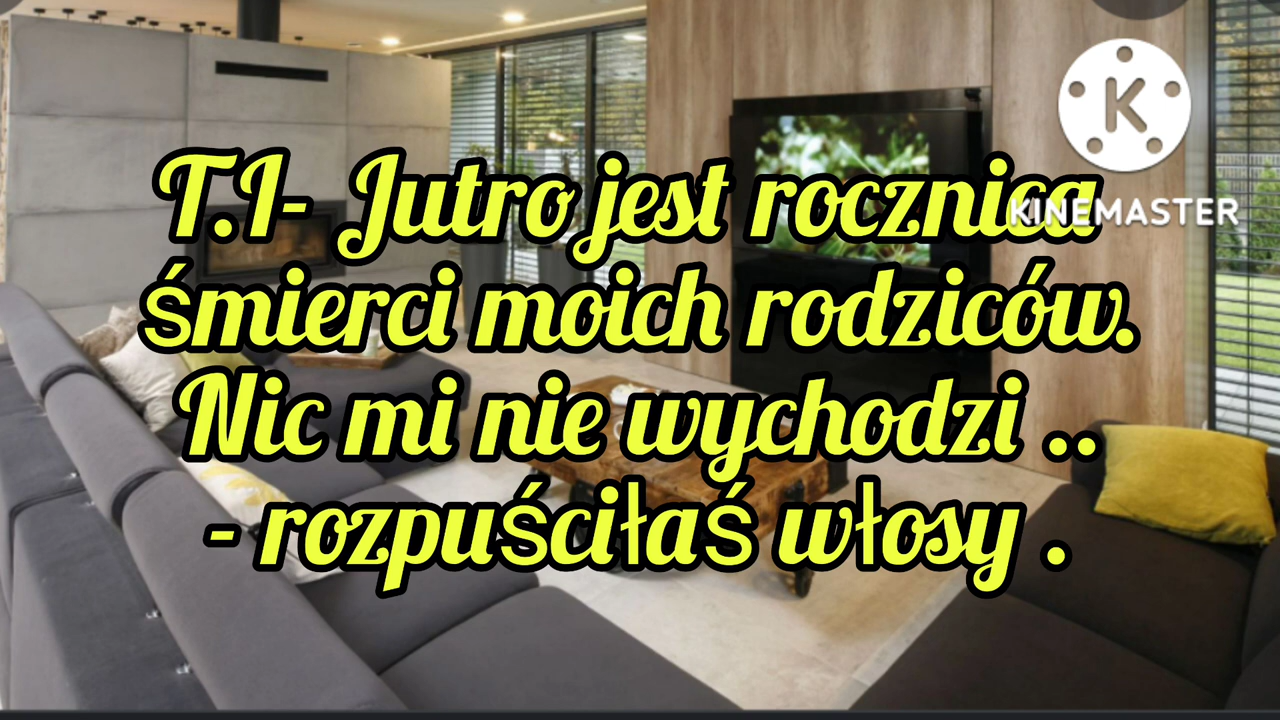 T.I- Jutro jest rocznica
KINEMASTER
śmierci moich rodziców.
Nic mi nie wychodzi ..
- rozpuściłaś włosy .